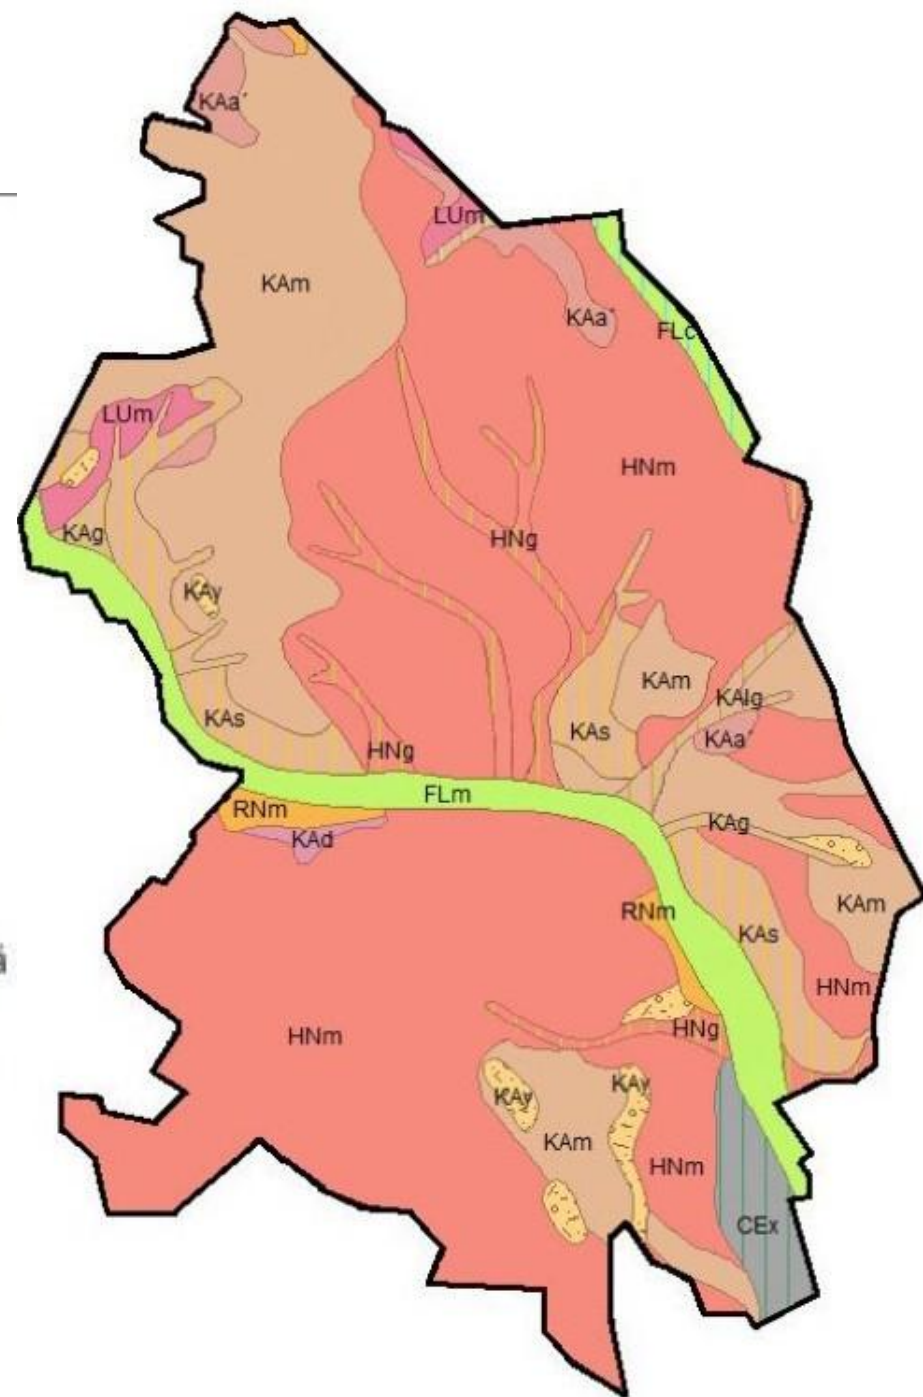 KAa*
LUm
KAm
KAa*
FLc
LUm
HNm
KAg
HNg
KAy
KAm
KAlg
KAs
KAs
KAa*
HNg
FLm
RNm
KAg
KAd
KAm
RNm
KAs
HNm
HNg
HNm
KAy
KAy
KAm
HNm
CEx